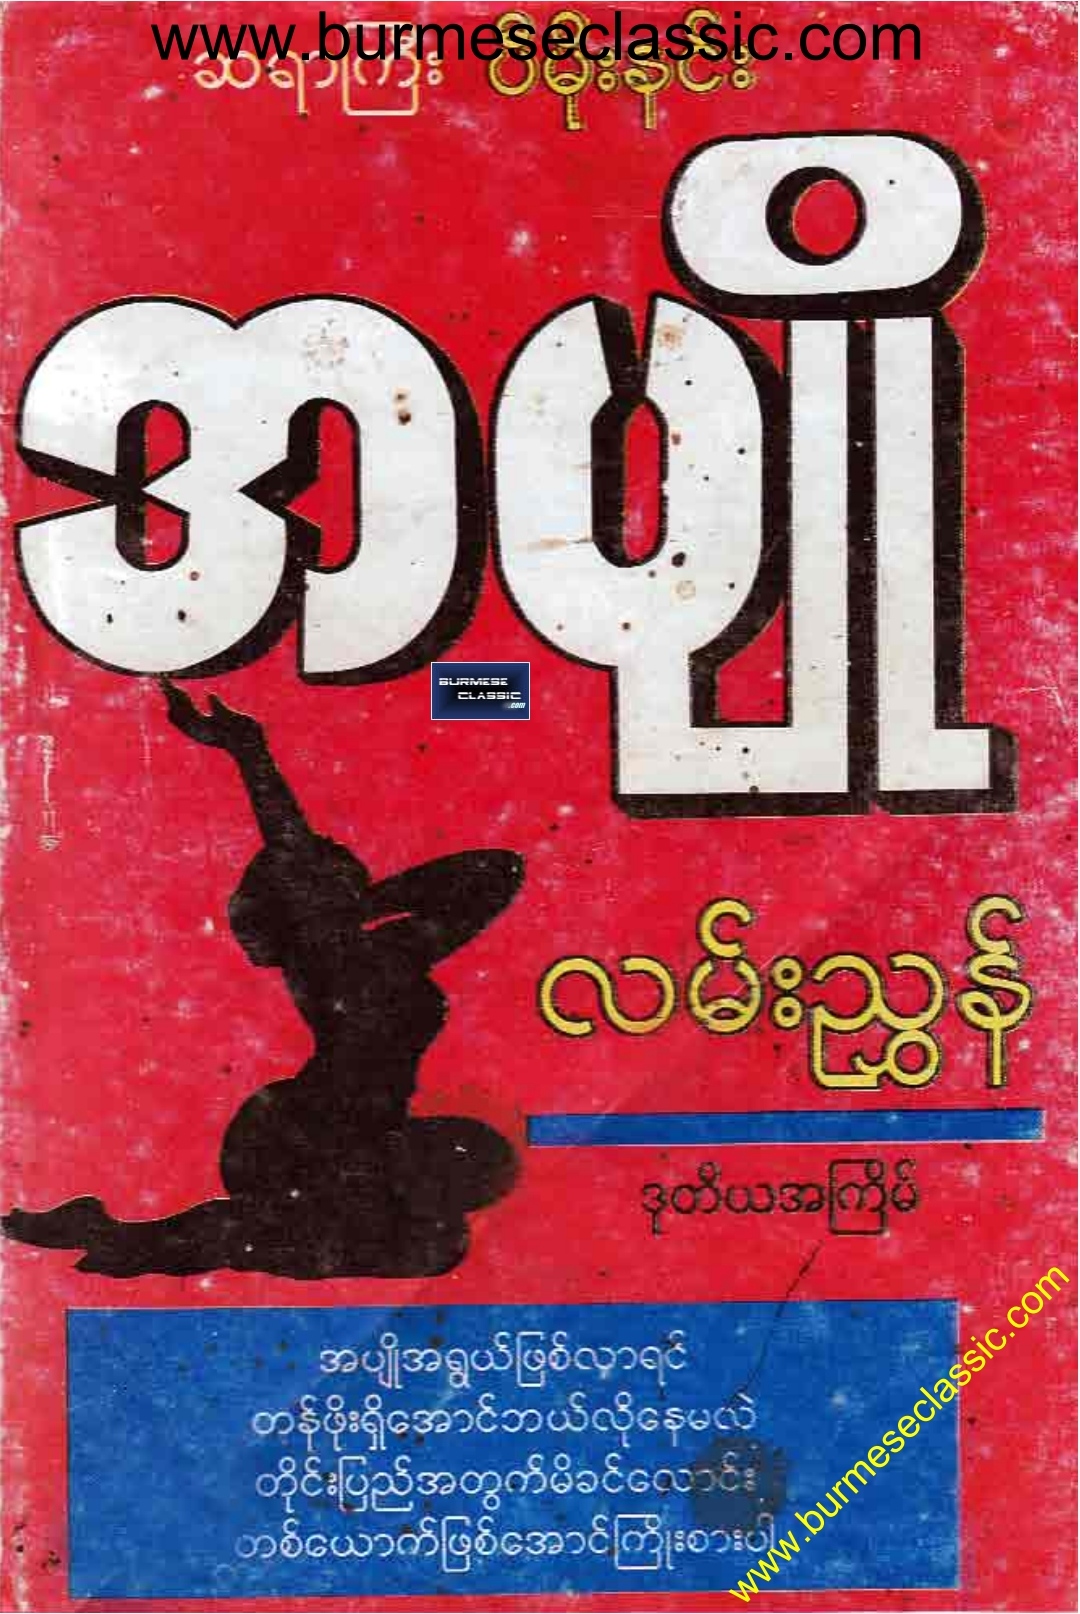 www.burmeseclassic.com
ဆရာကြီး ပီမိုးနင်း
အပျို
BURMESE
CLASSIC
.com
လမ်းညွှန်
ဒုတိယအကြိမ်
အပျိုအရွယ်ဖြစ်လာရင်
တန်ဖိုးရှိအောင်ဘယ်လိုနေမလဲ
တိုင်းပြည်အတွက်မိခင်လောင်း
တစ်ယောက်ဖြစ်အောင်ကြိုးစားပါ
www.burmeseclassic.com